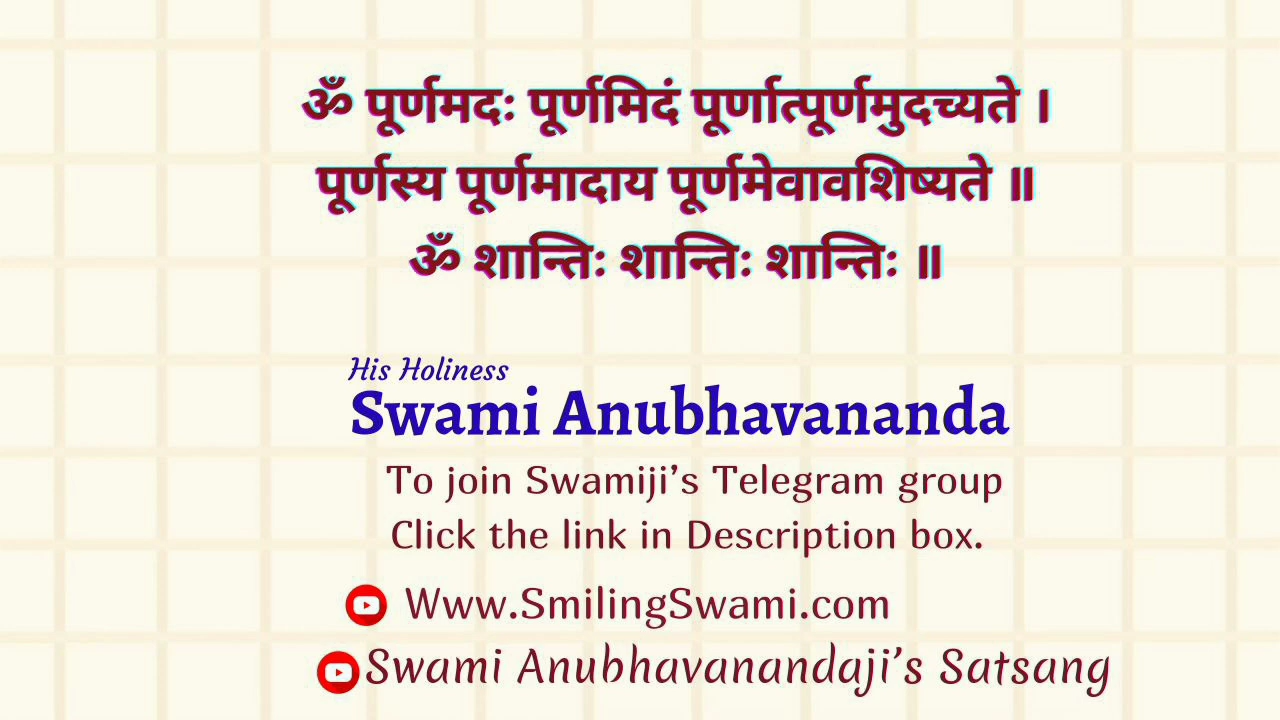 ॐ पूर्णमदः पूर्णमिदं पूर्णात्पूर्णमुदच्यते ।
पूर्णस्य पूर्णमादाय पूर्णमेवावशिष्यते ॥
ॐ शान्तिः शान्तिः शान्तिः ॥
His Holiness
Swami Anubhavananda
To join Swamiji’s Telegram group
Click the link in Description box.
Www.SmilingSwami.com
Swami Anubhavanandaji’s Satsang